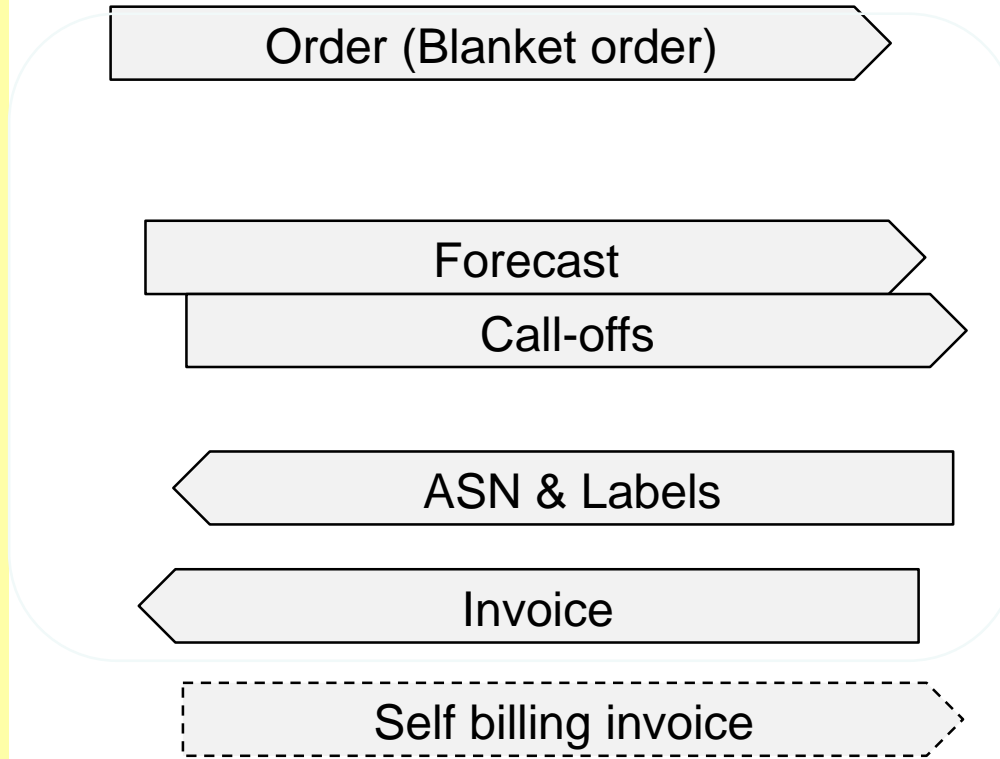 Order (Blanket order)
Forecast
Call-offs
ASN & Labels
Invoice
Self billing invoice